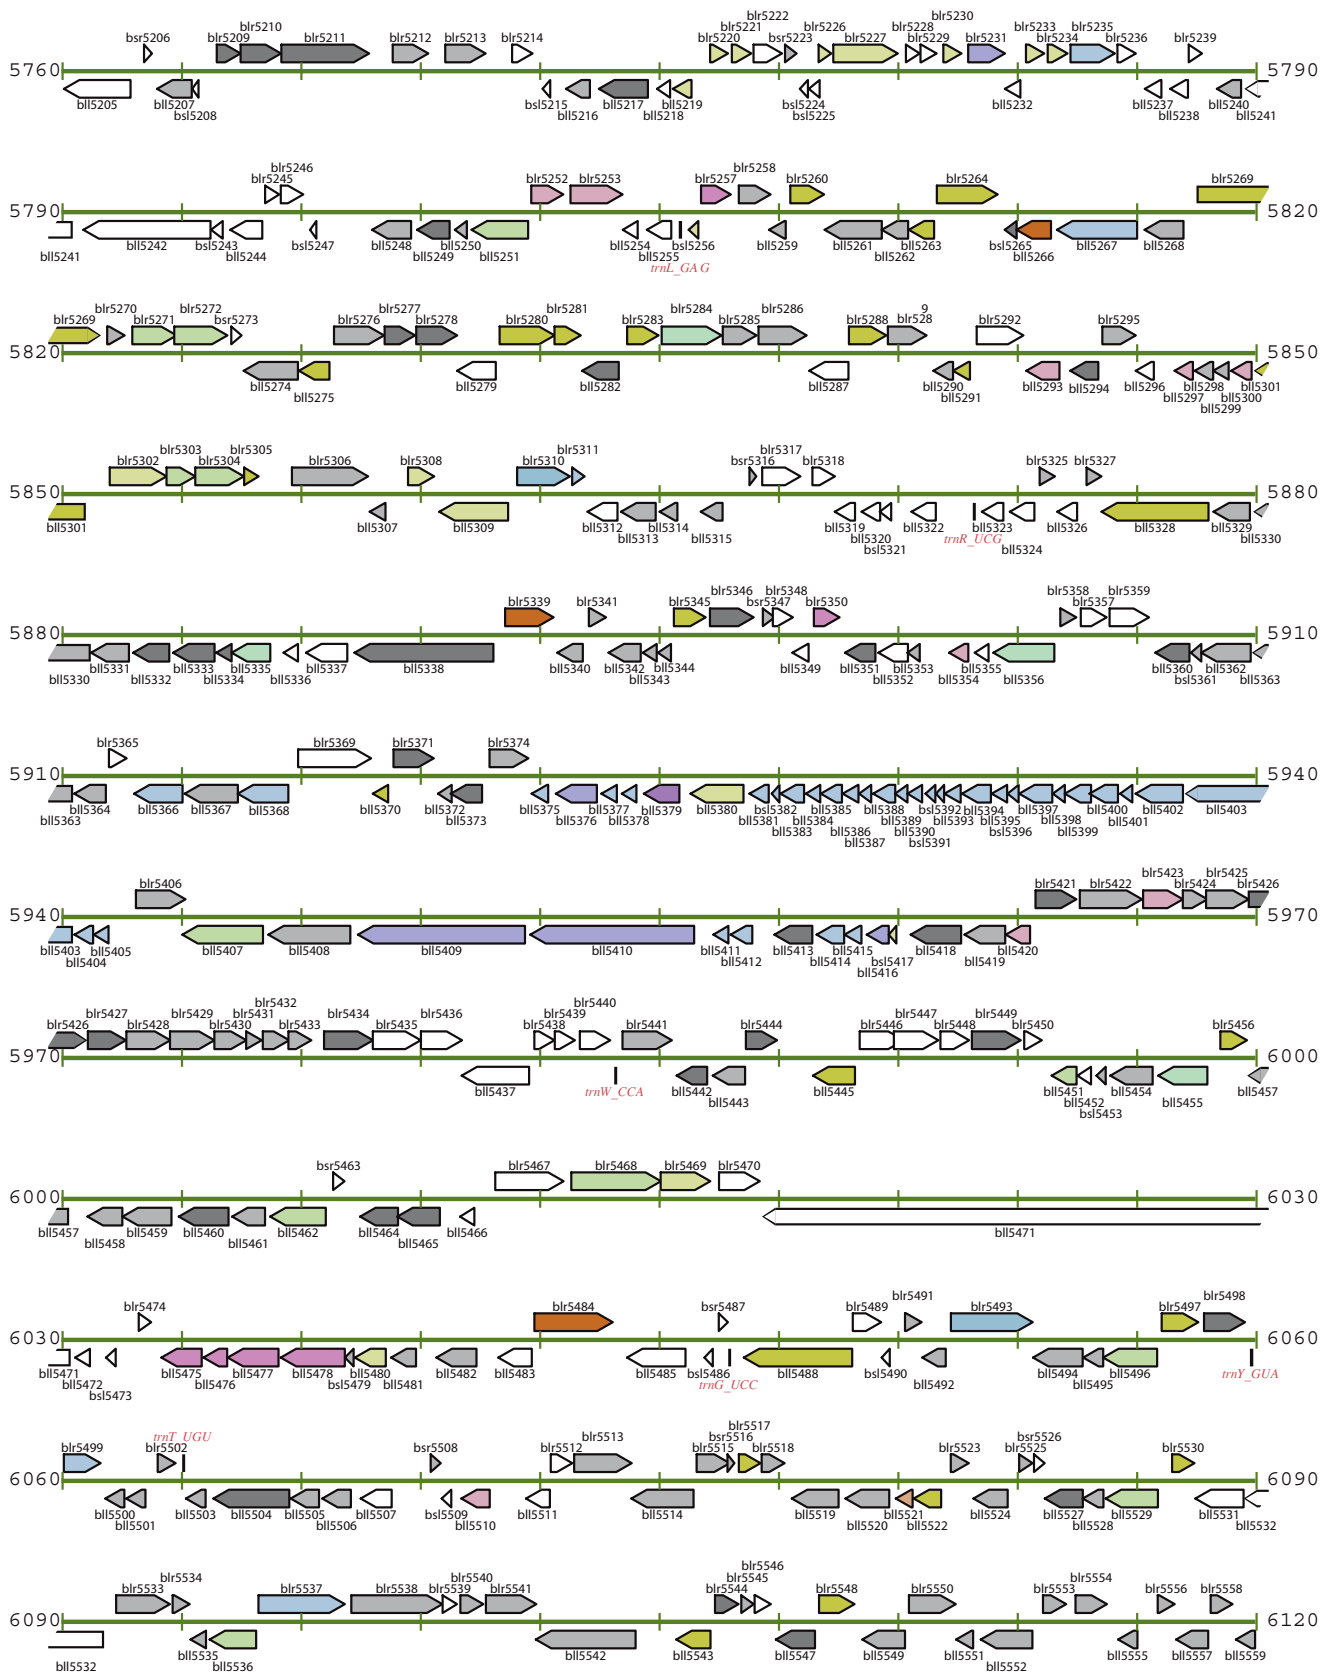 blr5222
blr5210 blr5221 blr5226 blr5228 blr5230 blr5233 blr5235
bsr5206 blr5209 blr5211 blr5212 blr5213 blr5214 blr5220 bsr5223 blr5227 blr5229 blr5231 blr5234 blr5236 blr5239
5760 5790
bll5205 bll5207 bsl5215 bll5217 bll5219 bsl5224 bll5232 bll5237 bll5240
bsl5208 bll5216 bll5218 bsl5225 bll5238 bll5241
blr5246 blr5258
blr5245 blr5252 blr5253 blr5257 blr5260 blr5264 blr5269
5790 5820
bll5242 bsl5243 bsl5247 bll5248 bll5250 bll5254 bsl5256 bll5259 bll5261 bll5263 bsl5265 bll5267 bll5268
bll5241 bll5244 bll5249 bll5251 bll5255 bll5262 bll5266
trnL_GAG
blr5270 blr5272 blr5277 blr5281 blr5284 blr5286 9
blr5269 blr5271 bsr5273 blr5276 blr5278 blr5280 blr5283 blr5285 blr5288 blr528 blr5292 blr5295
5820 5850
bll5274 bll5279 bll5282 bll5287 bll5290 bll5293 bll5294 bll5296 bll5298 bll5301
bll5275 bll5291 bll5297 bll5300
bll5299
blr5303 blr5305 blr5311 blr5317
blr5302 blr5304 blr5306 blr5308 blr5310 bsr5316 blr5318 blr5325 blr5327
5850 5880
bll5301 bll5307 bll5309 bll5312 bll5314 bll5315 bll5319 bll5322 bll5323 bll5326 bll5328 bll5329
bll5313 bll5320 bll5324 bll5330
bsl5321
trnR_UCG
blr5346 blr5348 blr5358 blr5359
blr5339 blr5341 blr5345 bsr5347 blr5350 blr5357
5880 5910
bll5331 bll5333 bll5335 bll5337 bll5338 bll5340 bll5342 bll5344 bll5349 bll5351 bll5353 bll5355 bll5356 bll5360 bll5362
bll5330 bll5332 bll5334 bll5336 bll5343 bll5352 bll5354 bsl5361 bll5363
blr5365 blr5369 blr5371 blr5374
5910 5940
bll5364 bll5366 bll5367 bll5368 bll5370 bll5372 bll5375 bll5377 bll5379 bll5380 bsl5382 bll5385 bll5388 bsl5392 bll5394 bll5397 bll5400 bll5402 bll5403
bll5363 bll5373 bll5376 bll5378 bll5381 bll5384 bll5389 bll5393 bll5395 bll5398 bll5401
bll5383 bll5386 bll5390 bsl5396 bll5399
bll5387 bsl5391
blr5423 blr5425
blr5406 blr5421 blr5422 blr5424 blr5426
5940 5970
bll5403 bll5405 bll5407 bll5408 bll5409 bll5410 bll5411 bll5413 bll5415 bsl5417 bll5418 bll5420
bll5404 bll5412 bll5414 bll5416 bll5419
blr5432
blr5427 blr5429 blr5431 blr5434 blr5436 blr5440 blr5447 blr5449
blr5426 blr5428 blr5430 blr5433 blr5435 blr5438 blr5439 blr5441 blr5444 blr5446 blr5448 blr5450 blr5456
5970 6000
bll5437 bll5442 bll5445 bll5451 bll5454 bll5457
bll5443 bll5452 bll5455
bsl5453
trnW_CCA
bsr5463 blr5467 blr5468 blr5469 blr5470
6000 6030
bll5457 bll5459 bll5460 bll5462 bll5464 bll5466 bll5471
bll5458 bll5461 bll5465
blr5491 blr5498
blr5474 blr5484 bsr5487 blr5489 blr5493 blr5497
6030 6060
bll5471 bll5475 bll5477 bll5478 bll5480 bll5482 bll5483 bll5485 bsl5486 bll5488 bsl5490 bll5494 bll5496
bll5472 bll5476 bsl5479 bll5481 bll5492 bll5495
bsl5473
trnG_UCC trnY_GUA
trnT_UGU
blr5517
blr5513 bsr5516 bsr5526
blr5499 blr5502 bsr5508 blr5512 blr5515 blr5518 blr5523 blr5525 blr5530
6060 6090
bll5500 bll5503 bll5504 bll5505 bll5507 bsl5509 bll5511 bll5514 bll5519 bll5521 bll5524 bll5527 bll5529 bll5531
bll5501 bll5506 bll5510 bll5520 bll5522 bll5528 bll5532
blr5546
blr5534 blr5540 blr5545 blr5554
blr5533 blr5537 blr5538 blr5539 blr5541 blr5544 blr5548 blr5550 blr5553 blr5556 blr5558
6090 6120
bll5535 bll5542 bll5543 bll5547 bll5549 bll5551 bll5555 bll5559
bll5532 bll5536 bll5552 bll5557